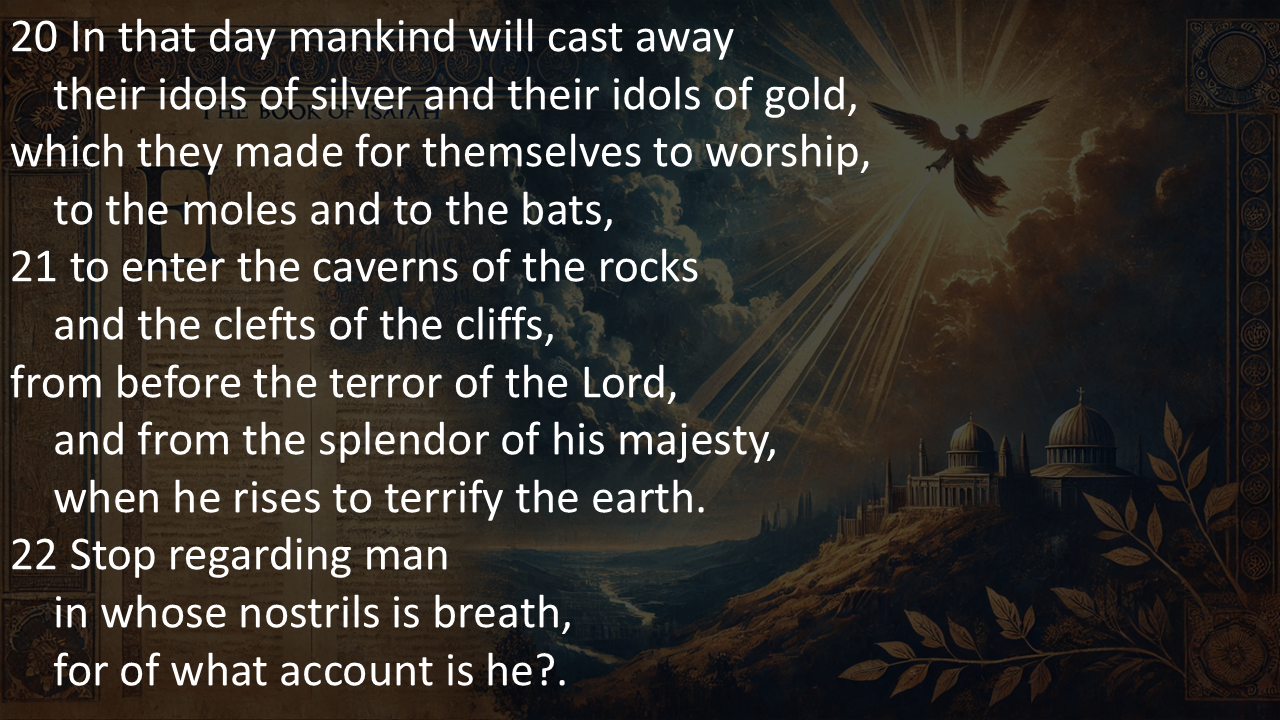 20 In that day mankind will cast away
their idols of silver and their idols of gold,
THE BOOK OF ISAIAH
which they made for themselves to worship,
to the moles and to the bats,
21 to enter the caverns of the rocks
and the clefts of the cliffs,
from before the terror of the Lord,
and from the splendor of his majesty,
when he rises to terrify the earth.
22 Stop regarding man
in whose nostrils is breath,
for of what account is he?.